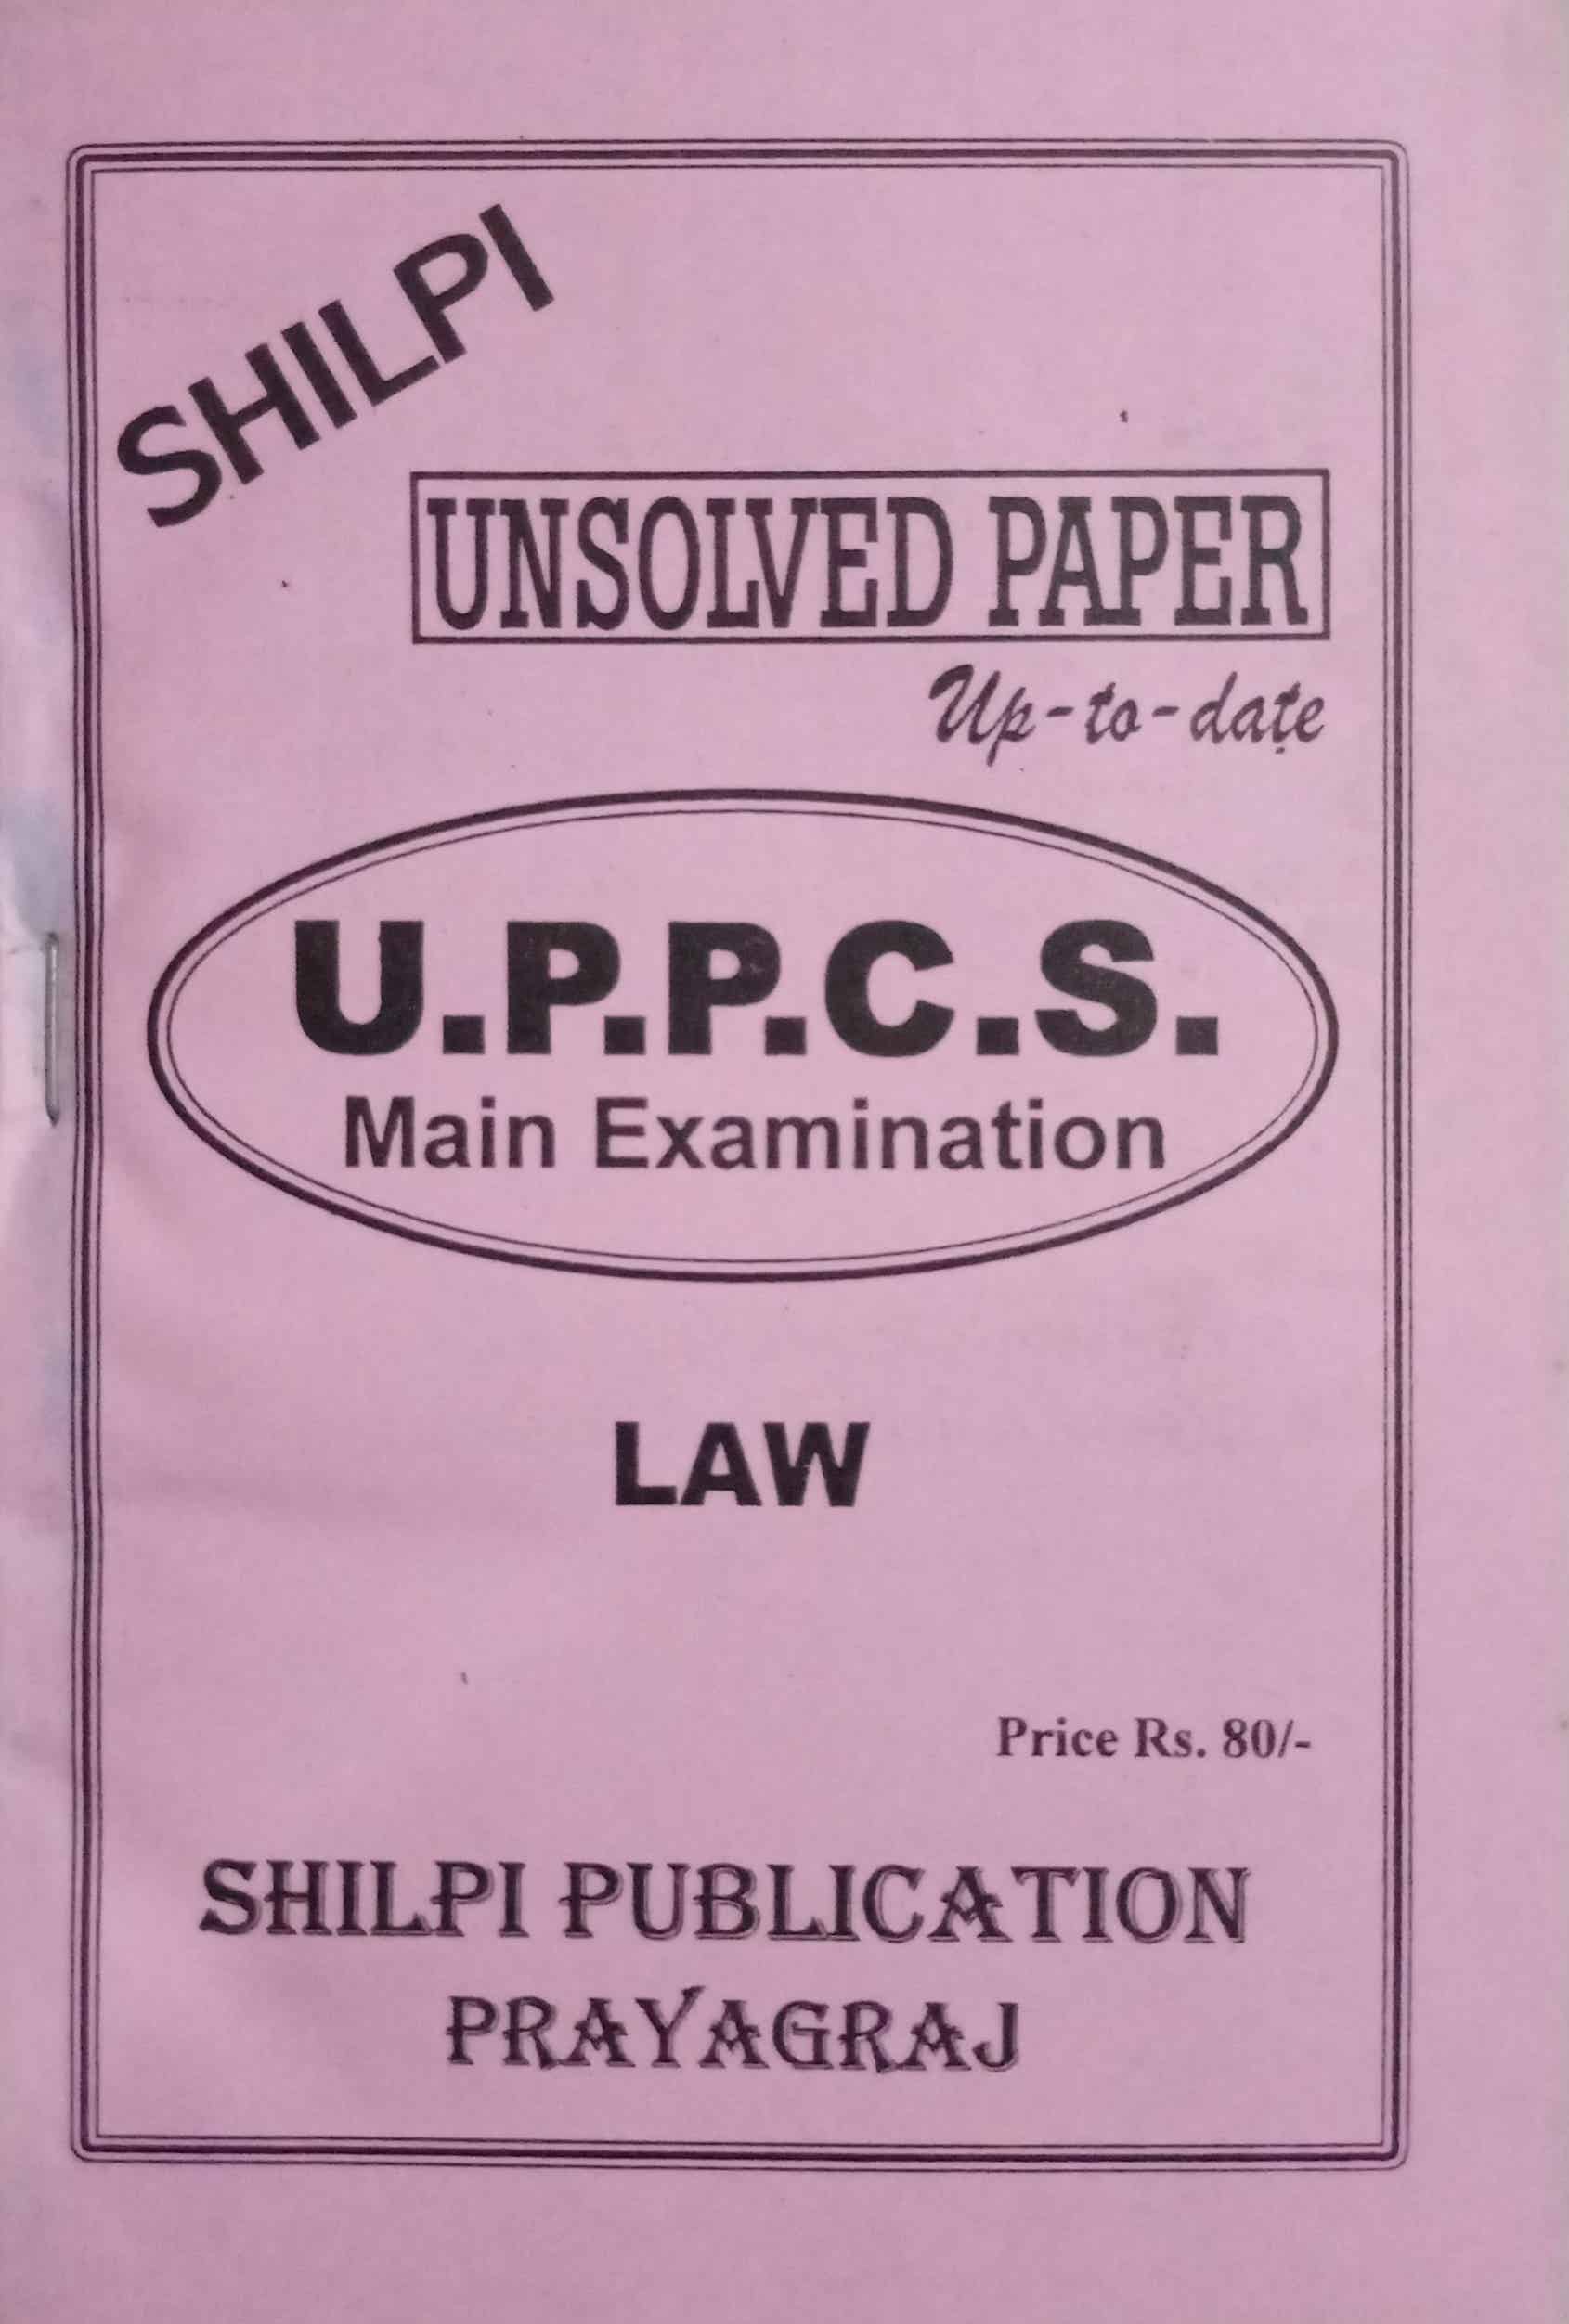 SHILPI
UNSOLVED PAPER
Up-to-date
U.P.P.C.S.
Main Examination
LAW
Price Rs. 80/-
SHILPI PUBLICATION
PRAYAGRAJ